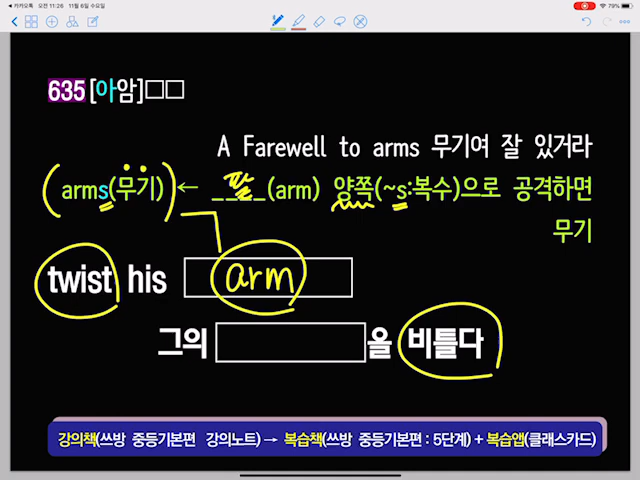 카카오톡 오전 11:26 11월 6일 수요일 79%
635 [아암]□□
A Farewell to arms 무기여 잘 있거라
(arms(무기)) ← __팔__(arm) 양쪽(~s:복수)으로 공격하면
무기
twist his arm
그의 을 비틀다
강의책(쓰방 중등기본편 강의노트) → 복습책(쓰방 중등기본편 : 5단계) + 복습앱(클래스카드)